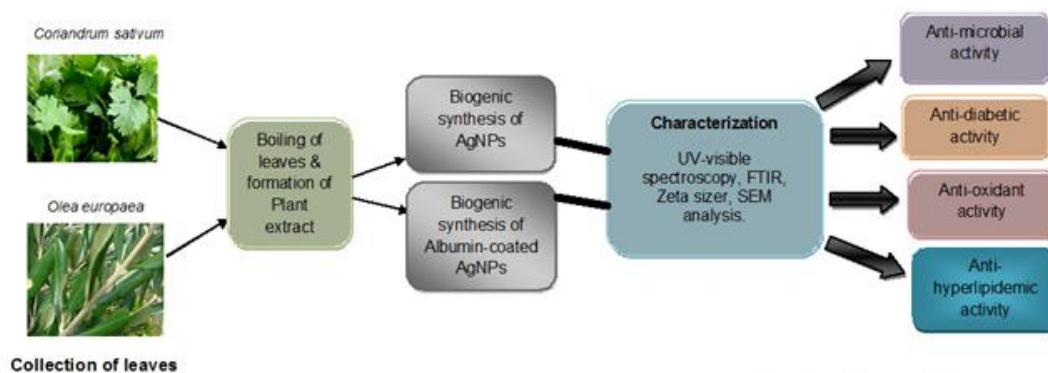 Coriandrum sativum
Olea europaea
Collection of leaves
Boiling of
leaves &
formation of
Plant
extract
Biogenic
synthesis of
AgNPs
Biogenic
synthesis of
Albumin-coated
AgNPs
Characterization
UV-visible
spectroscopy, FTIR,
Zeta sizer, SEM
analysis.
Anti-microbial
activity
Anti-diabetic
activity
Anti-oxidant
activity
Anti-
hyperlipidemic
activity